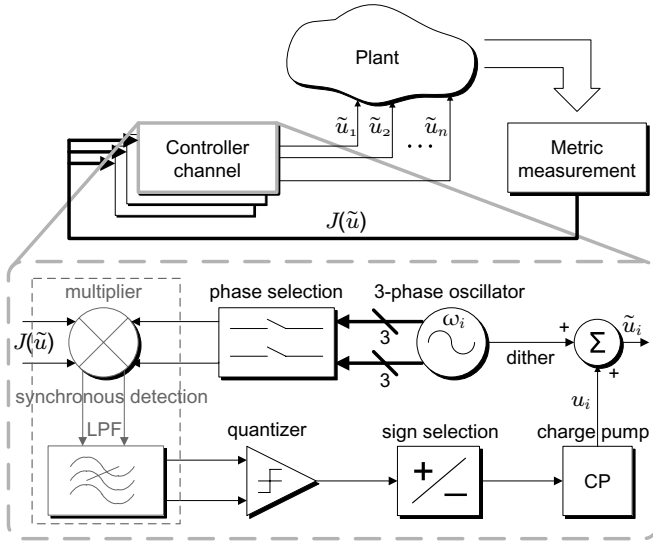 Plant
ũ₁ ũ₂ ... ũₙ
Controller
channel
Metric
measurement
J(ũ)
multiplier
phase selection
3-phase oscillator
J(ũ)
3
3
ωᵢ
dither
+
Σ
+
ũᵢ
synchronous detection
LPF
uᵢ
quantizer
sign selection
charge pump
+
−
CP